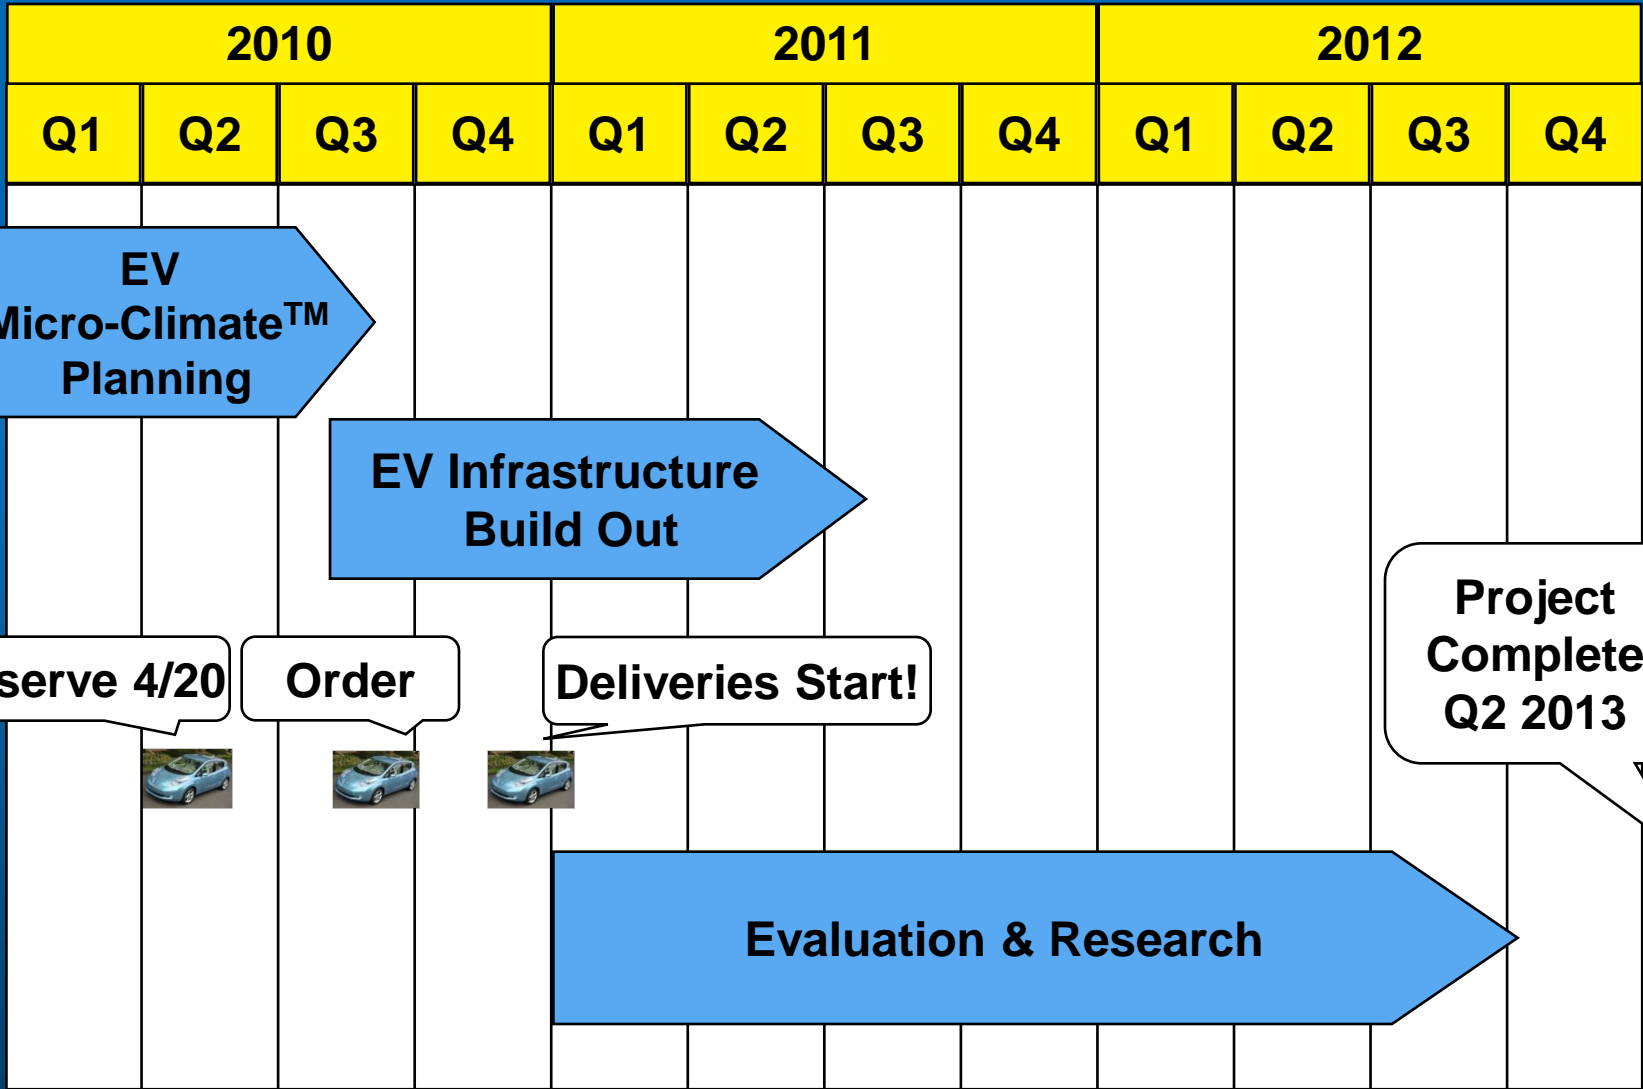 2010 2011 2012
Q1 Q2 Q3 Q4 Q1 Q2 Q3 Q4 Q1 Q2 Q3 Q4
EV
Micro-Climate™
Planning
EV Infrastructure
Build Out
Project
Complete
Q2 2013
serve 4/20 Order Deliveries Start!
Evaluation & Research